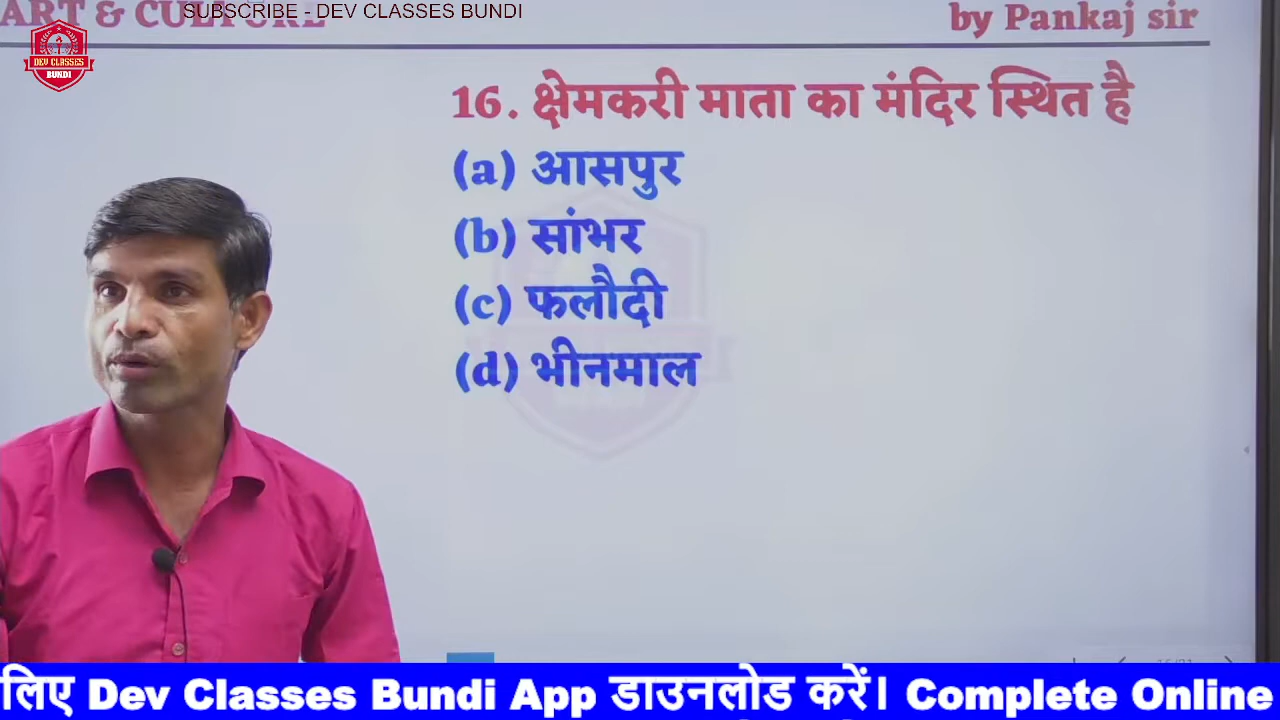 SUBSCRIBE - DEV CLASSES BUNDI
ART & CULTURE
by Pankaj sir
DEV CLASSES
BUNDI
16. क्षेमकरी माता का मंदिर स्थित है
(a) आसपुर
(b) सांभर
(c) फलौदी
(d) भीनमाल
लिए Dev Classes Bundi App डाउनलोड करें। Complete Online